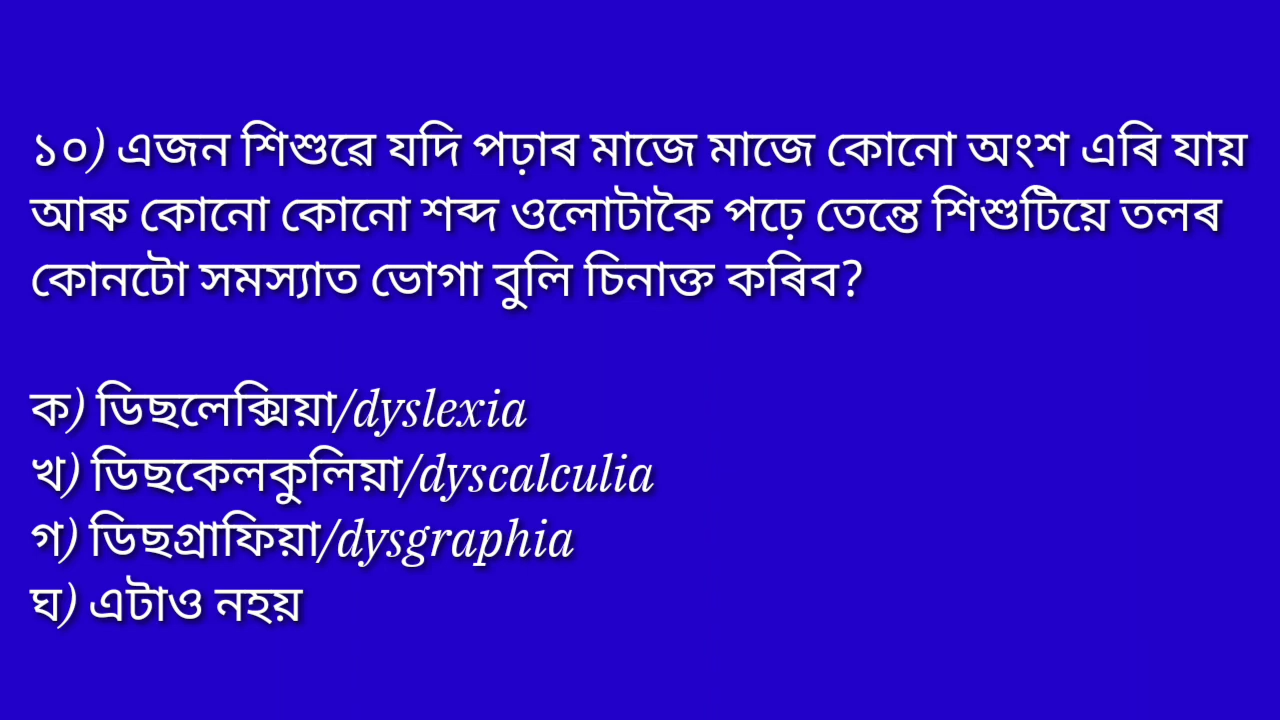 ১০) এজন শিশুৱে যদি পঢ়াৰ মাজে মাজে কোনো অংশ এৰি যায়
আৰু কোনো কোনো শব্দ ওলোটাকৈ পঢ়ে তেন্তে শিশুটিয়ে তলৰ
কোনটো সমস্যাত ভোগা বুলি চিনাক্ত কৰিব?
ক) ডিছলেক্সিয়া/dyslexia
খ) ডিছকেলকুলিয়া/dyscalculia
গ) ডিছগ্ৰাফিয়া/dysgraphia
ঘ) এটাও নহয়